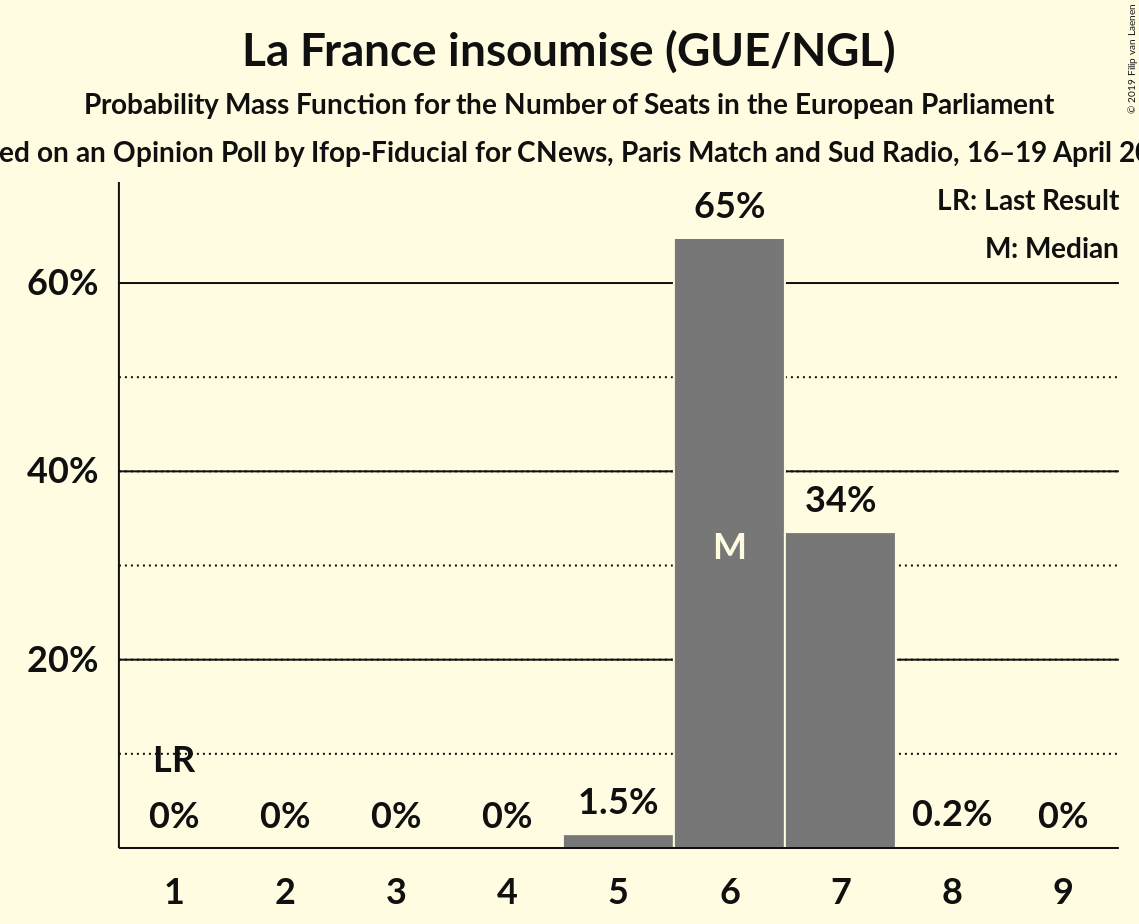 La France insoumise (GUE/NGL)
Probability Mass Function for the Number of Seats in the European Parliament
ed on an Opinion Poll by Ifop-Fiducial for CNews, Paris Match and Sud Radio, 16–19 April 20
© 2019 Filip van Laenen
LR: Last Result
M: Median
65%
60%
40%
34%
M
20%
LR
0% 0% 0% 0% 1.5% 0.2% 0%
1 2 3 4 5 6 7 8 9